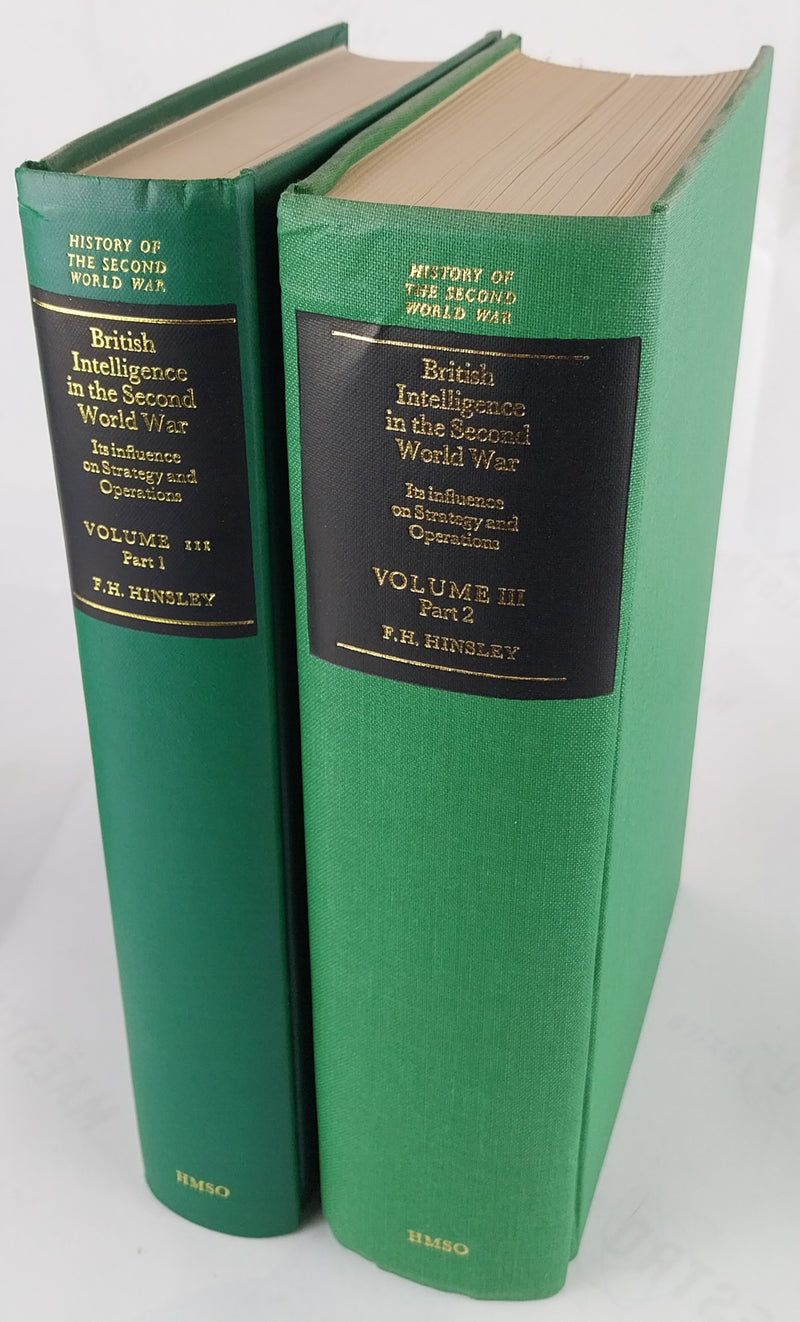 HISTORY OF
THE SECOND
WORLD WAR
British
Intelligence
in the Second
World War
Its influence
on Strategy and
Operations
VOLUME III
Part 1
F.H. HINSLEY
HMSO
HISTORY OF
THE SECOND
WORLD WAR
British
Intelligence
in the Second
World War
Its influence
on Strategy and
Operations
VOLUME III
Part 2
F.H. HINSLEY
HMSO